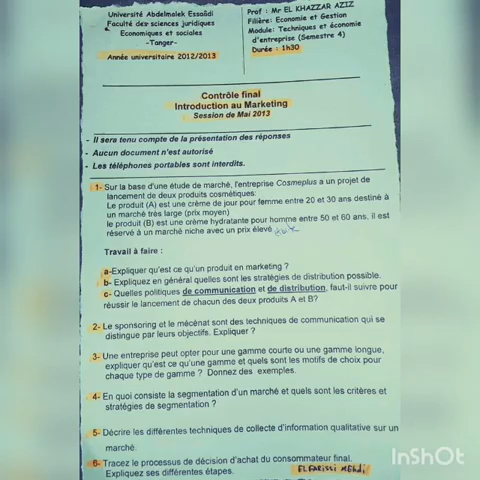 Université Abdelmalek Essaôdi
Faculté des sciences juridiques
Economiques et sociales
-Tanger-
Année universitaire 2012/2013
Prof : Mr EL KHAZZAR AZIZ
Filière: Economie et Gestion
Module: Techniques et économie
d'entreprise (Semestre 4)
Durée : 1h30
Contrôle final
Introduction au Marketing
Session de Mai 2013
- Il sera tenu compte de la présentation des réponses
- Aucun document n'est autorisé
- Les téléphones portables sont interdits.
1- Sur la base d'une étude de marché, l'entreprise Cosmeplus a un projet de
lancement de deux produits cosmétiques:
Le produit (A) est une crème de jour pour femme entre 20 et 30 ans destiné à
un marché très large (prix moyen)
le produit (B) est une crème hydratante pour homme entre 50 et 60 ans, il est
réservé à un marché niche avec un prix élevé
Travail à faire :
a-Expliquer qu'est ce qu'un produit en marketing ?
b- Expliquez en général quelles sont les stratégies de distribution possible.
c- Quelles politiques de communication et de distribution, faut-il suivre pour
réussir le lancement de chacun des deux produits A et B?
2- Le sponsoring et le mécénat sont des techniques de communication qui se
distingue par leurs objectifs. Expliquer ?
3- Une entreprise peut opter pour une gamme courte ou une gamme longue,
expliquer qu'est ce qu'une gamme et quels sont les motifs de choix pour
chaque type de gamme ? Donnez des exemples.
4- En quoi consiste la segmentation d'un marché et quels sont les critères et
stratégies de segmentation ?
5- Décrire les différentes techniques de collecte d'information qualitative sur un
marché.
6- Tracez le processus de décision d'achat du consommateur final.
Expliquez ses différentes étapes.
ELFARISSI MEHdi
InShOt